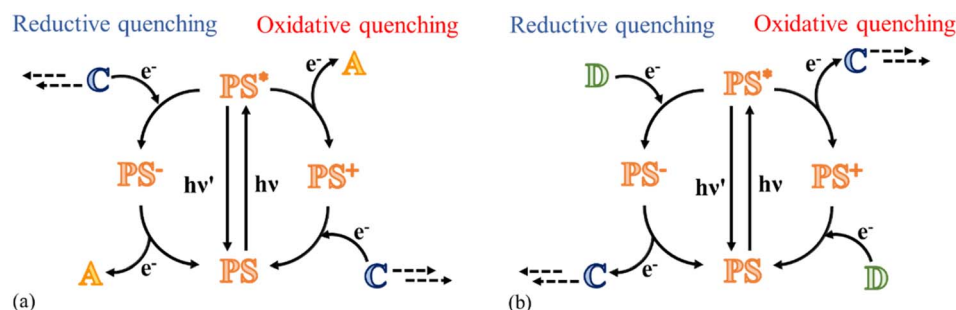 Reductive quenching Oxidative quenching
C e- PS* e- A
PS- hν' hν PS+
A e- PS e- C
(a)
Reductive quenching Oxidative quenching
D e- PS* e- C
PS- hν' hν PS+
C e- PS e- D
(b)